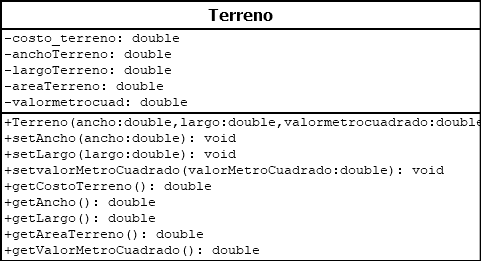 Terreno
-costo_terreno: double
-anchoTerreno: double
-largoTerreno: double
-areaTerreno: double
-valormetrocuad: double
+Terreno(ancho:double,largo:double,valormetrocuadrado:double
+setAncho(ancho:double): void
+setLargo(largo:double): void
+setvalorMetroCuadrado(valorMetroCuadrado:double): void
+getCostoTerreno(): double
+getAncho(): double
+getLargo(): double
+getAreaTerreno(): double
+getValorMetroCuadrado(): double